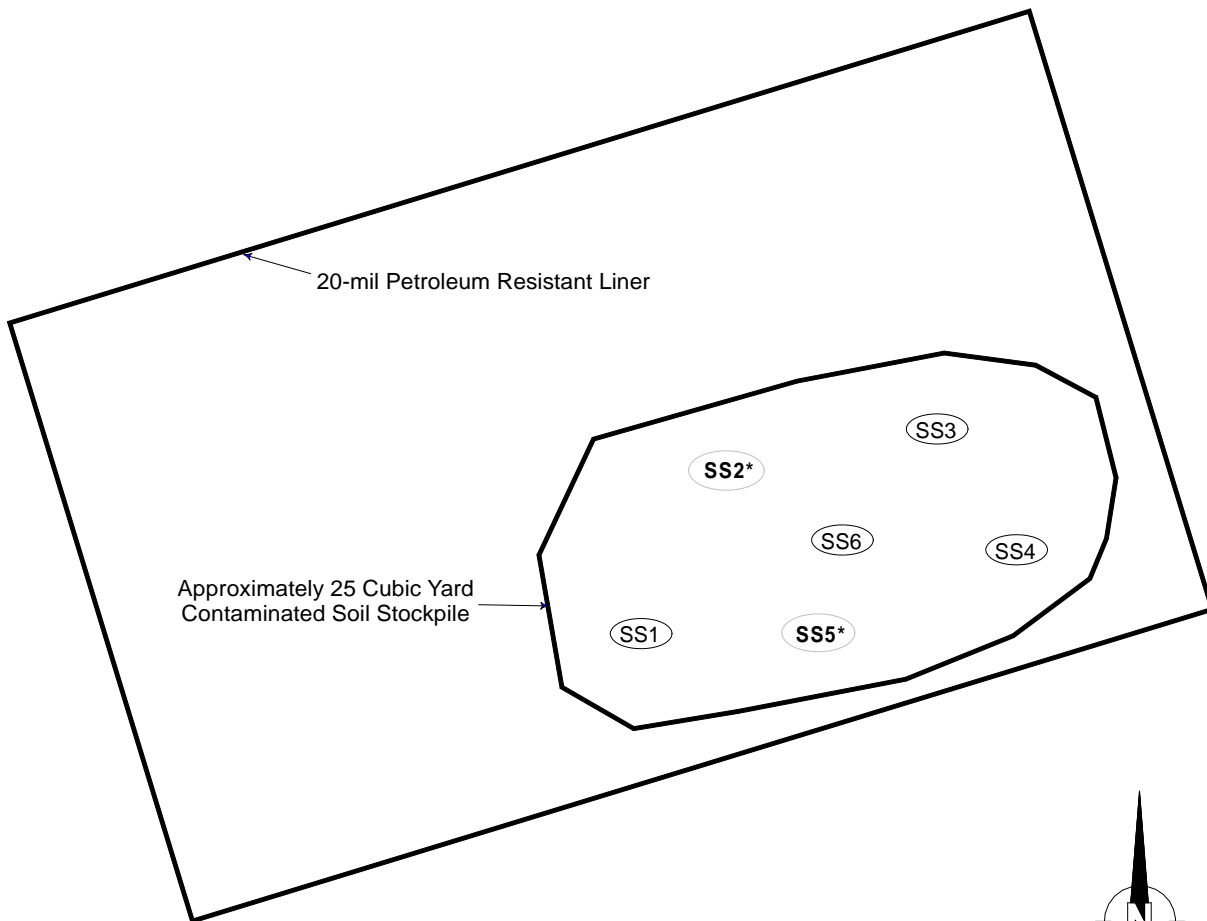 20-mil Petroleum Resistant Liner
SS3
SS2*
SS6
SS4
Approximately 25 Cubic Yard
Contaminated Soil Stockpile
SS1
SS5*
N